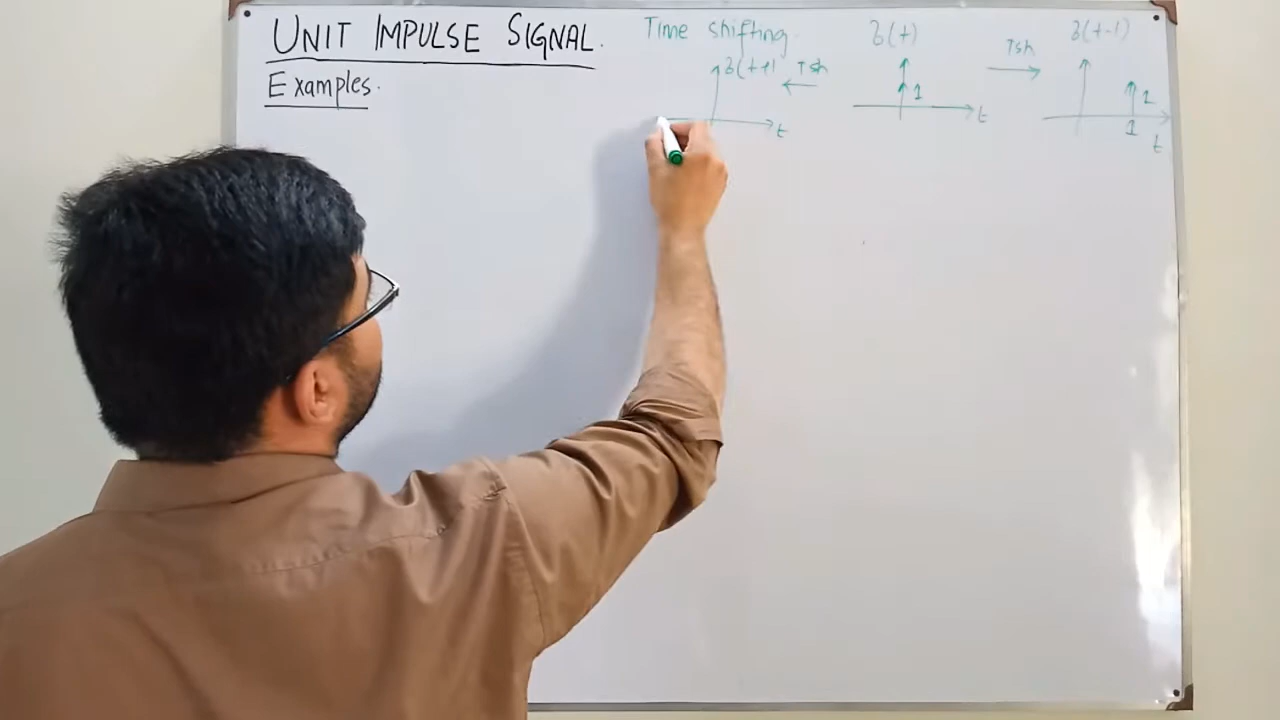 UNIT IMPULSE SIGNAL.
Examples.
Time shifting.
δ(t+1
Tsh
t
δ(t)
1
t
Tsh
δ(t-1)
1
1
t